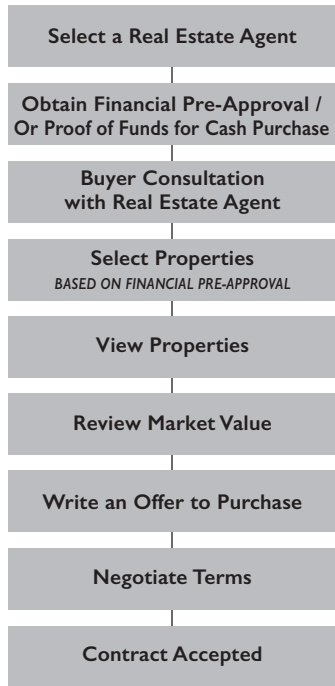 Select a Real Estate Agent
Obtain Financial Pre-Approval /
Or Proof of Funds for Cash Purchase
Buyer Consultation
with Real Estate Agent
Select Properties
BASED ON FINANCIAL PRE-APPROVAL
View Properties
Review Market Value
Write an Offer to Purchase
Negotiate Terms
Contract Accepted